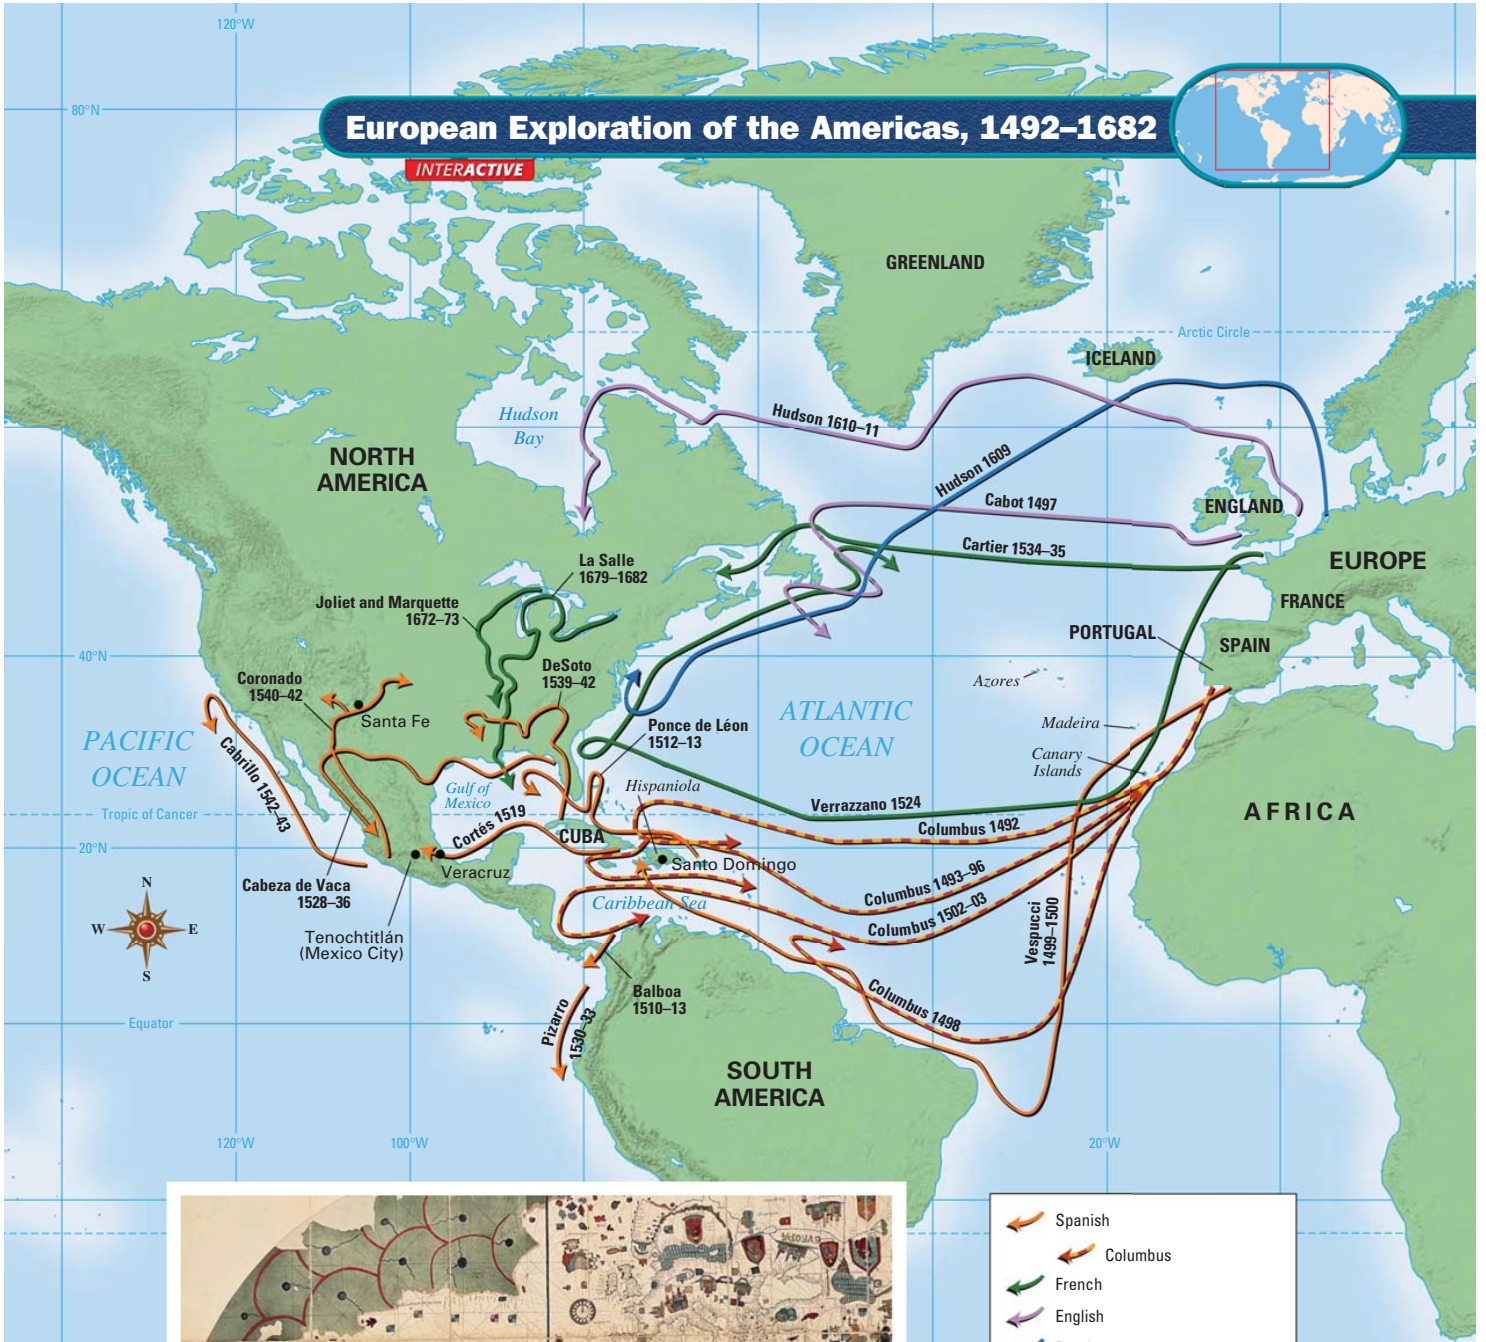 120°W
80°N
European Exploration of the Americas, 1492–1682
INTERACTIVE
GREENLAND
Arctic Circle
ICELAND
Hudson
Bay
Hudson 1610–11
NORTH
AMERICA
Hudson 1609
Cabot 1497
ENGLAND
Cartier 1534–35
EUROPE
La Salle
1679–1682
Joliet and Marquette
1672–73
FRANCE
PORTUGAL
SPAIN
40°N
DeSoto
1539–42
Coronado
1540–42
Azores
Santa Fe
ATLANTIC
OCEAN
Ponce de Léon
1512–13
Madeira
PACIFIC
OCEAN
Cabrillo 1542–43
Canary
Islands
Gulf of
Mexico
Hispaniola
Verrazzano 1524
AFRICA
Tropic of Cancer
Cortés 1519
CUBA
Columbus 1492
20°N
Santo Domingo
Veracruz
Cabeza de Vaca
1528–36
Columbus 1493–96
Caribbean Sea
Columbus 1502–03
Vespucci
1499–1500
N
W
E
S
Tenochtitlán
(Mexico City)
Balboa
1510–13
Columbus 1498
Pizarro
1530–33
Equator
SOUTH
AMERICA
120°W
100°W
20°W
Spanish
Columbus
French
English